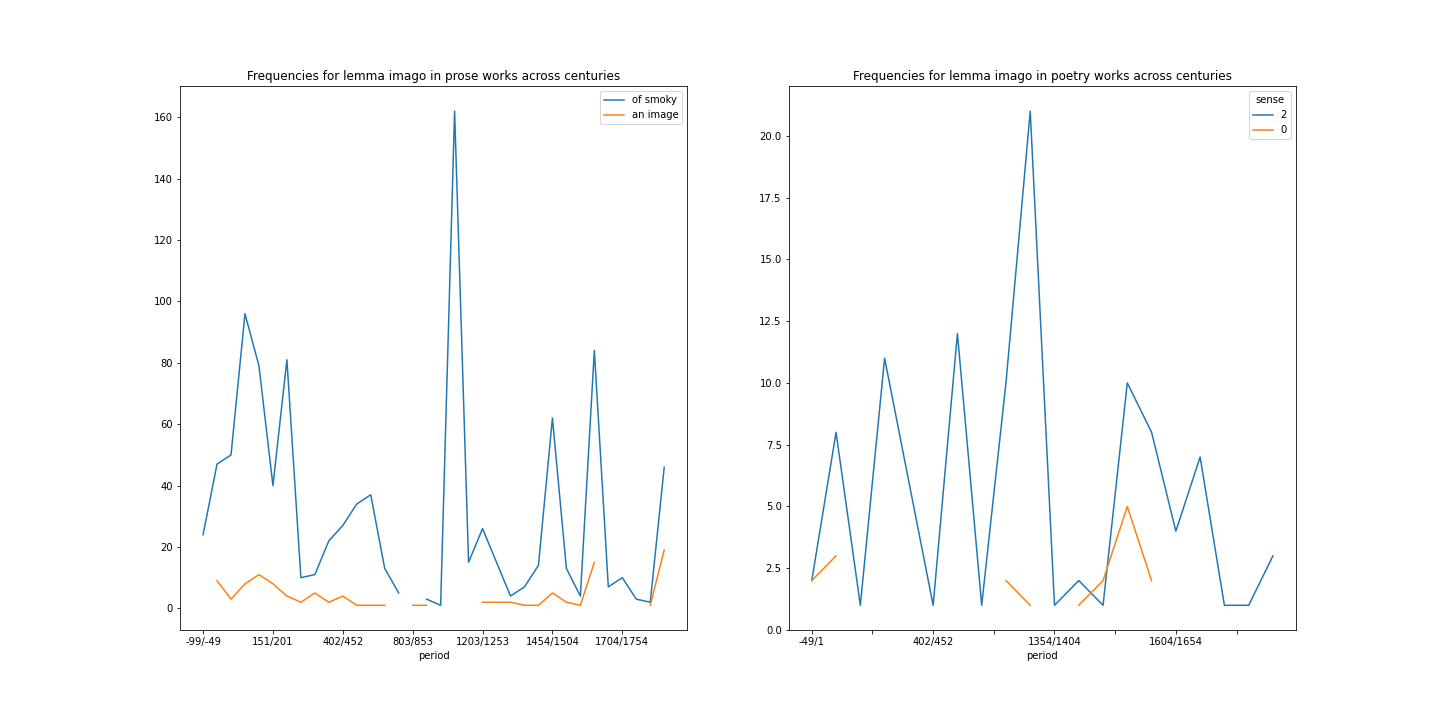 Frequencies for lemma imago in prose works across centuries
of smoky
an image
160
140
120
100
80
60
40
20
0
-99/-49 151/201 402/452 803/853 1203/1253 1454/1504 1704/1754
period
Frequencies for lemma imago in poetry works across centuries
sense
2
0
20.0
17.5
15.0
12.5
10.0
7.5
5.0
2.5
0.0
-49/1 402/452 1354/1404 1604/1654
period